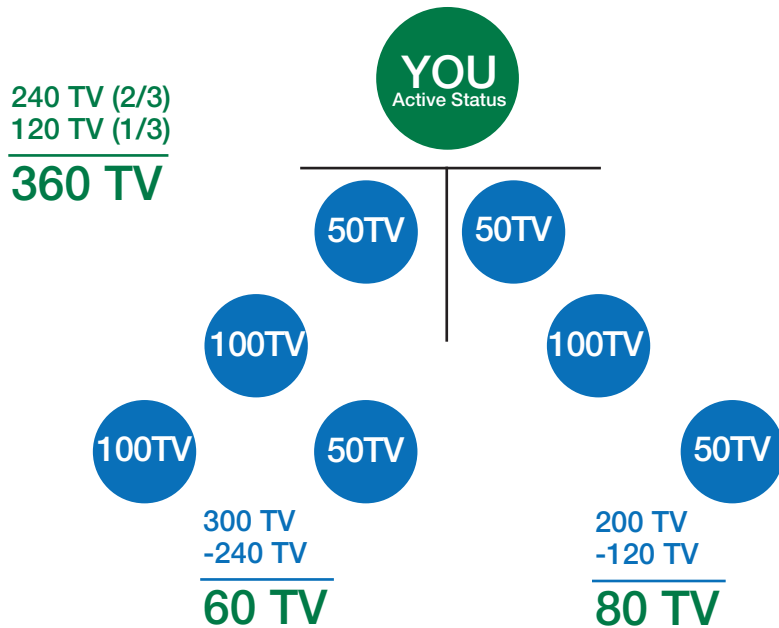 YOU
Active Status
240 TV (2/3)
120 TV (1/3)
360 TV
50TV
50TV
100TV
100TV
100TV
50TV
50TV
300 TV
-240 TV
60 TV
200 TV
-120 TV
80 TV